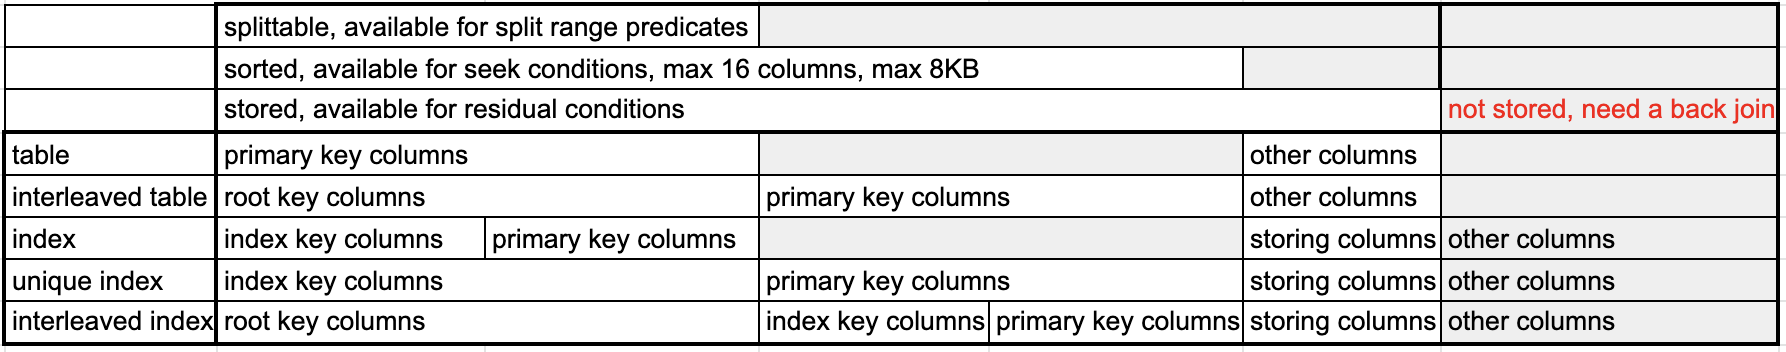 splittable, available for split range predicates
sorted, available for seek conditions, max 16 columns, max 8KB
stored, available for residual conditions not stored, need a back join
table primary key columns other columns
interleaved table root key columns primary key columns other columns
index index key columns primary key columns storing columns other columns
unique index index key columns primary key columns storing columns other columns
interleaved index root key columns index key columns primary key columns storing columns other columns